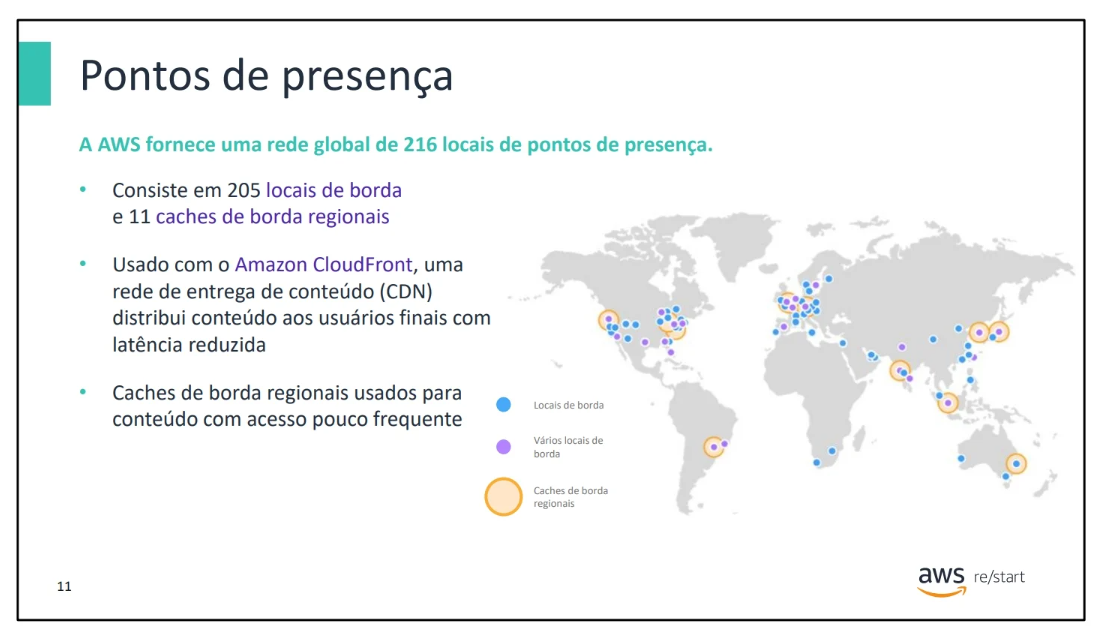 Pontos de presença
A AWS fornece uma rede global de 216 locais de pontos de presença.
• Consiste em 205 locais de borda
e 11 caches de borda regionais
• Usado com o Amazon CloudFront, uma
rede de entrega de conteúdo (CDN)
distribui conteúdo aos usuários finais com
latência reduzida
• Caches de borda regionais usados para
conteúdo com acesso pouco frequente
Locais de borda
Vários locais de
borda
Caches de borda
regionais
11
aws re/start